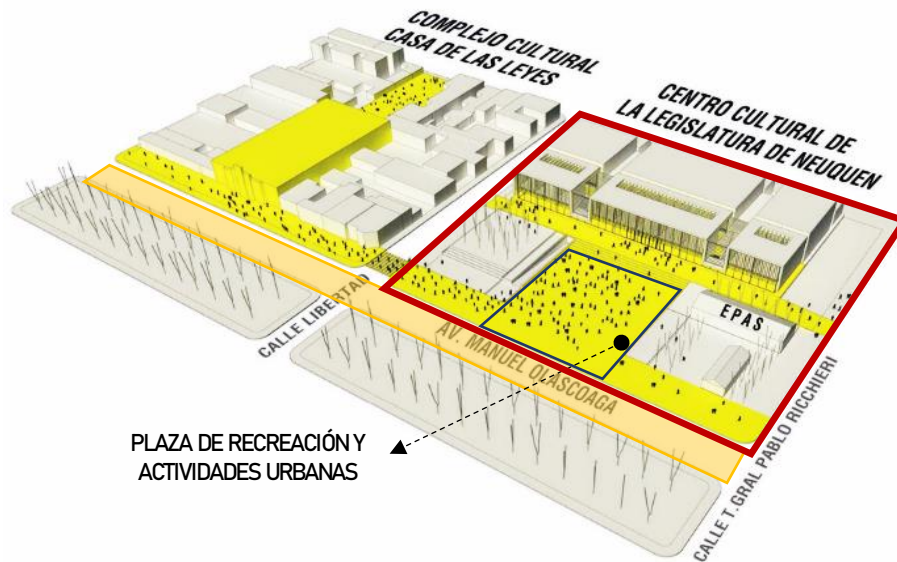 COMPLEJO CULTURAL
CASA DE LAS LEYES
CENTRO CULTURAL DE
LA LEGISLATURA DE NEUQUEN
EPAS
CALLE LIBERTAD
AV. MANUEL OLASCOAGA
CALLE T. GRAL PABLO RICCHIERI
PLAZA DE RECREACIÓN Y
ACTIVIDADES URBANAS